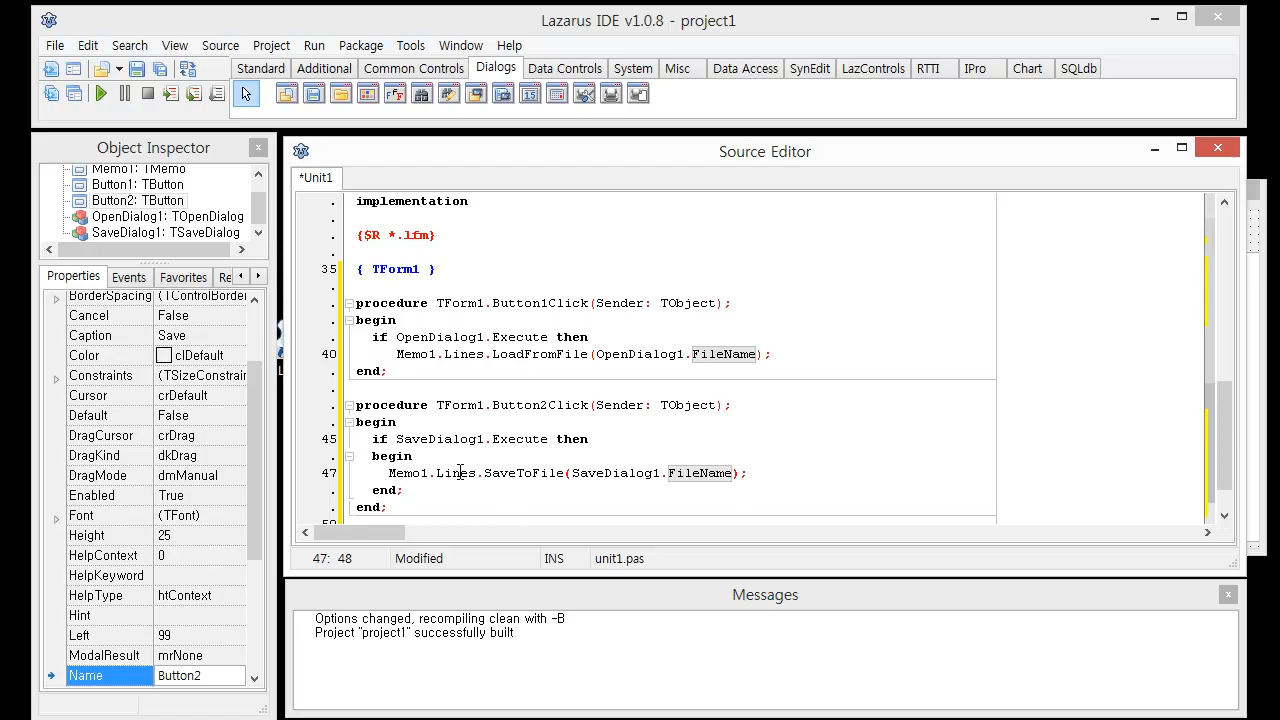 Lazarus IDE v1.0.8 - project1
File Edit Search View Source Project Run Package Tools Window Help
Standard Additional Common Controls Dialogs Data Controls System Misc Data Access SynEdit LazControls RTTI IPro Chart SQLdb
Object Inspector
Memo1: TMemo
Button1: TButton
Button2: TButton
OpenDialog1: TOpenDialog
SaveDialog1: TSaveDialog
Properties Events Favorites Re
BorderSpacing (TControlBorder
Cancel False
Caption Save
Color clDefault
Constraints (TSizeConstrain
Cursor crDefault
Default False
DragCursor crDrag
DragKind dkDrag
DragMode dmManual
Enabled True
Font (TFont)
Height 25
HelpContext 0
HelpKeyword
HelpType htContext
Hint
Left 99
ModalResult mrNone
Name Button2
Source Editor
*Unit1
implementation
{$R *.lfm}
35 { TForm1 }
procedure TForm1.Button1Click(Sender: TObject);
begin
if OpenDialog1.Execute then
40 Memo1.Lines.LoadFromFile(OpenDialog1.FileName);
end;
procedure TForm1.Button2Click(Sender: TObject);
begin
45 if SaveDialog1.Execute then
begin
47 Memo1.Lines.SaveToFile(SaveDialog1.FileName);
end;
end;
50
47: 48 Modified INS unit1.pas
Messages
Options changed, recompiling clean with -B
Project "project1" successfully built